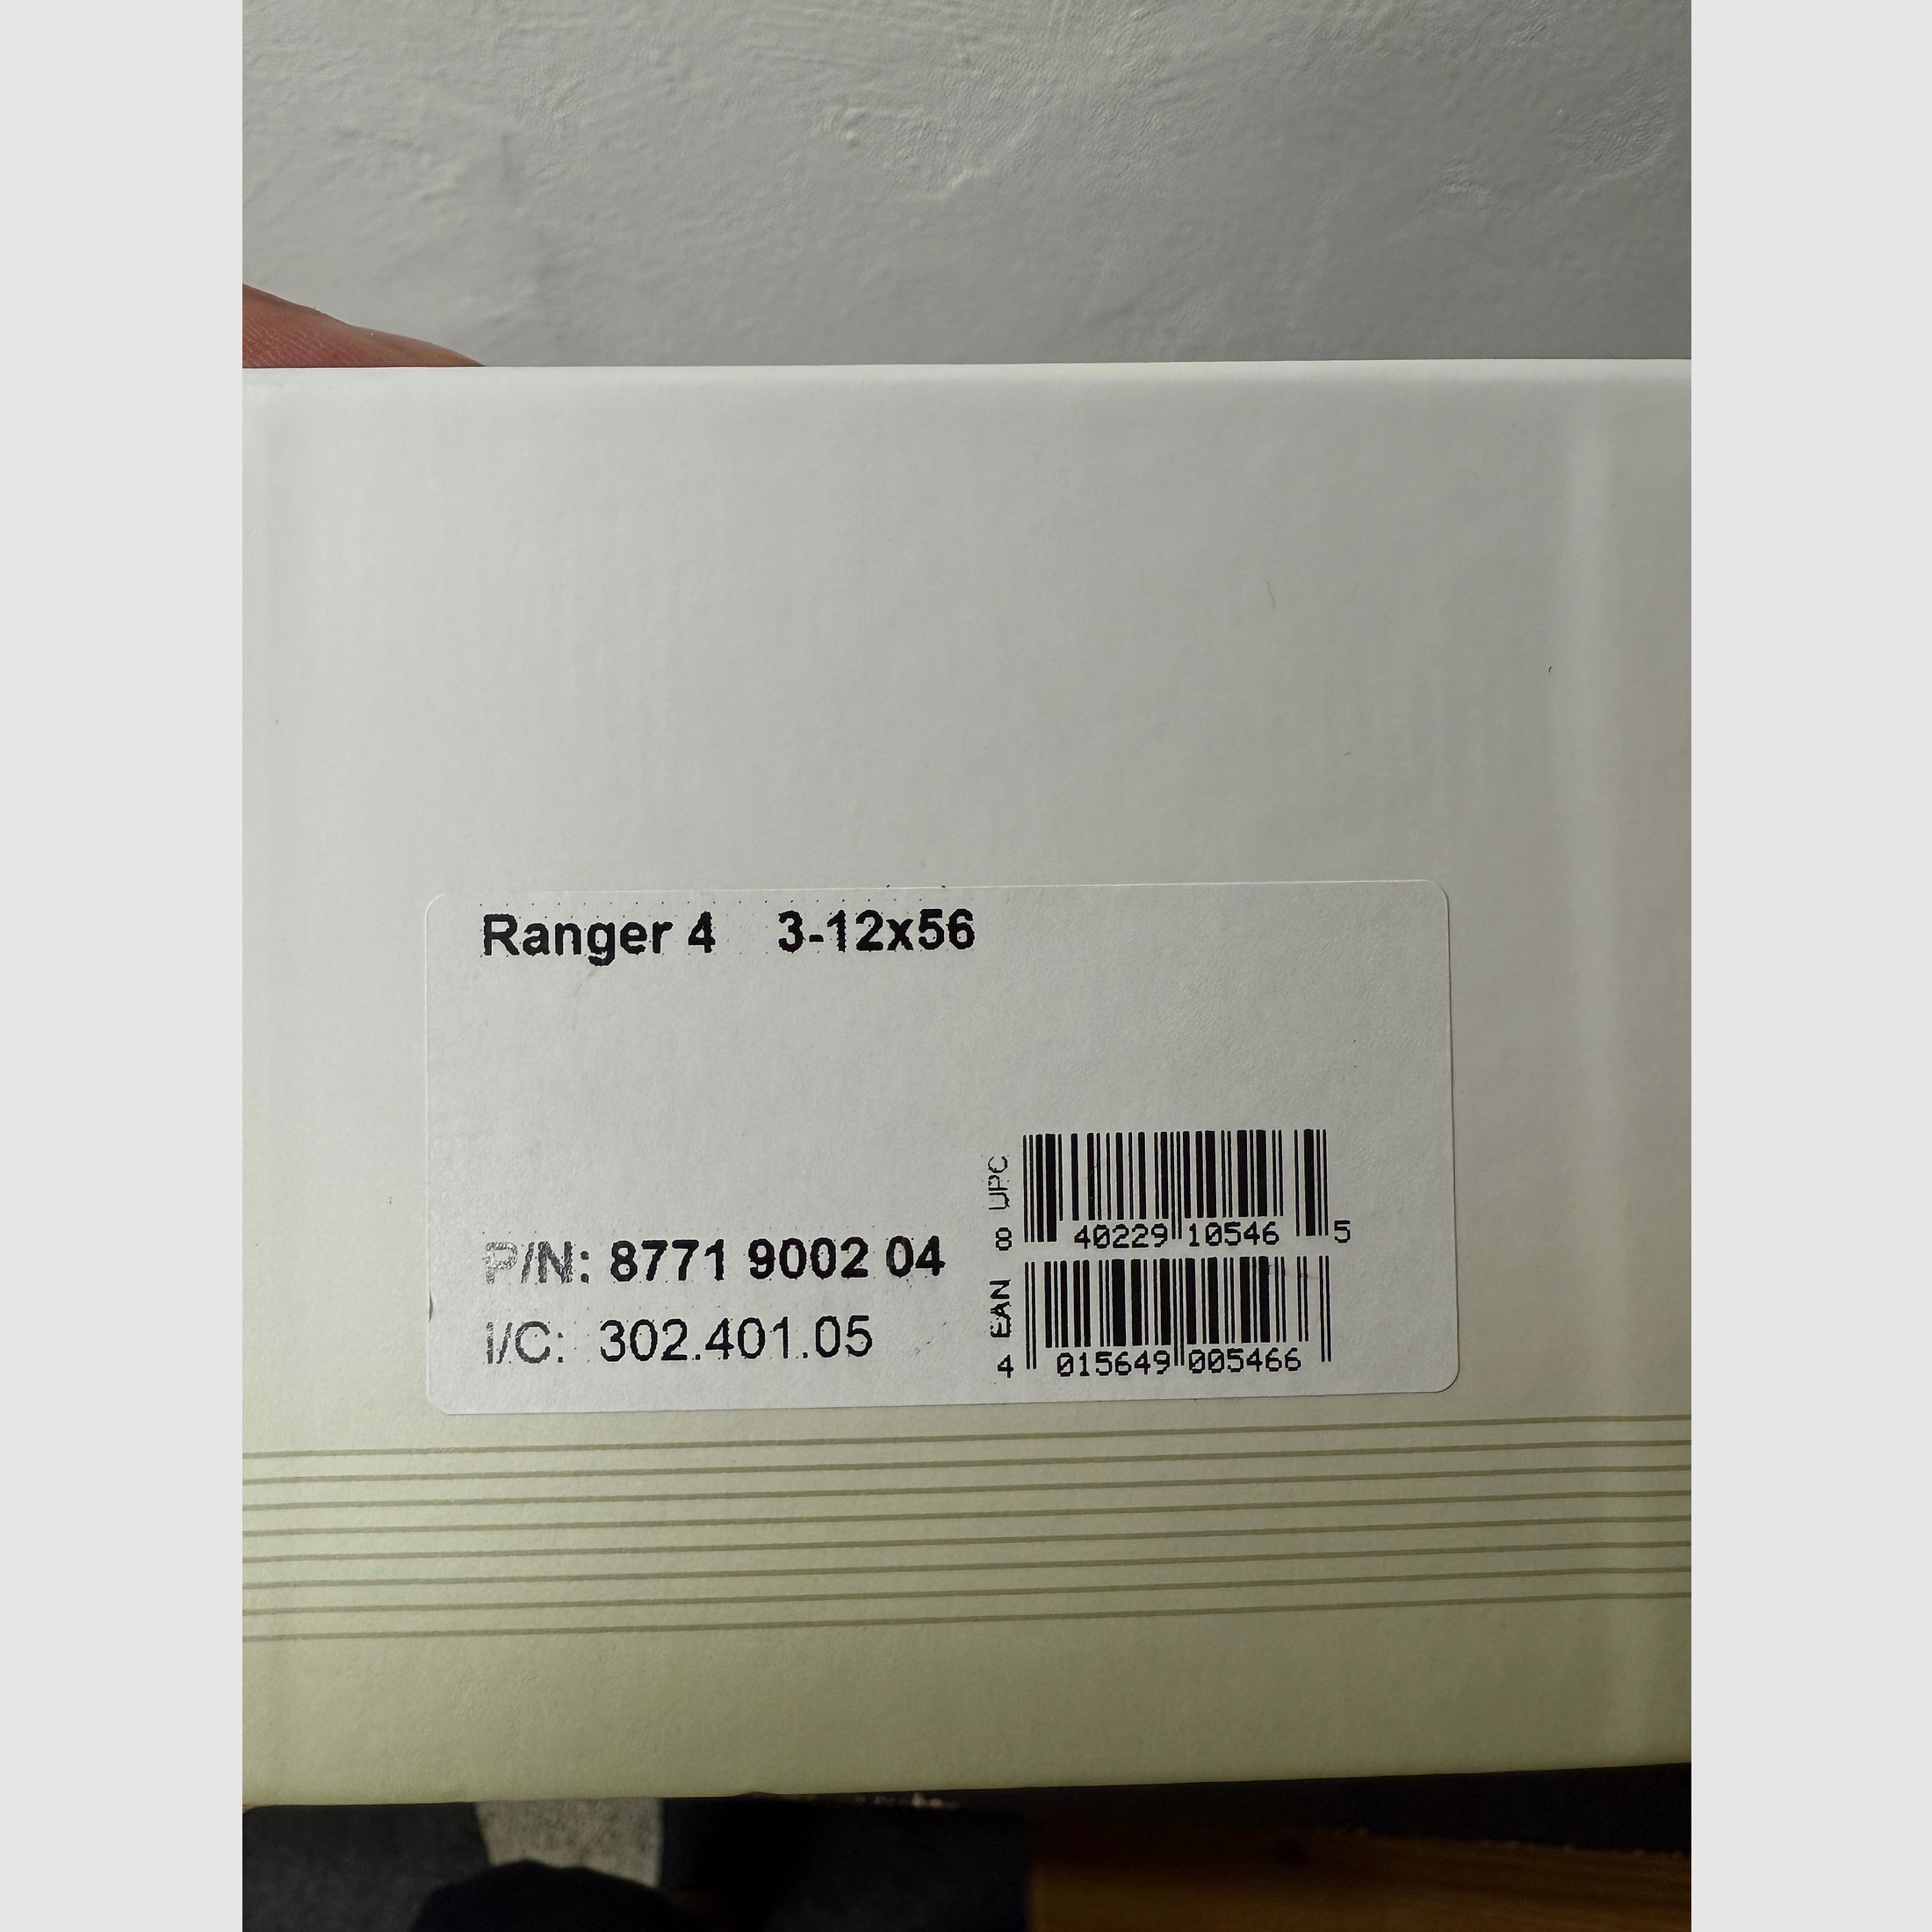 Ranger 4 3-12x56
P/N: 8771 9002 04
I/C: 302.401.05
UPC
8 40229 10546 5
EAN
4 015649 005466